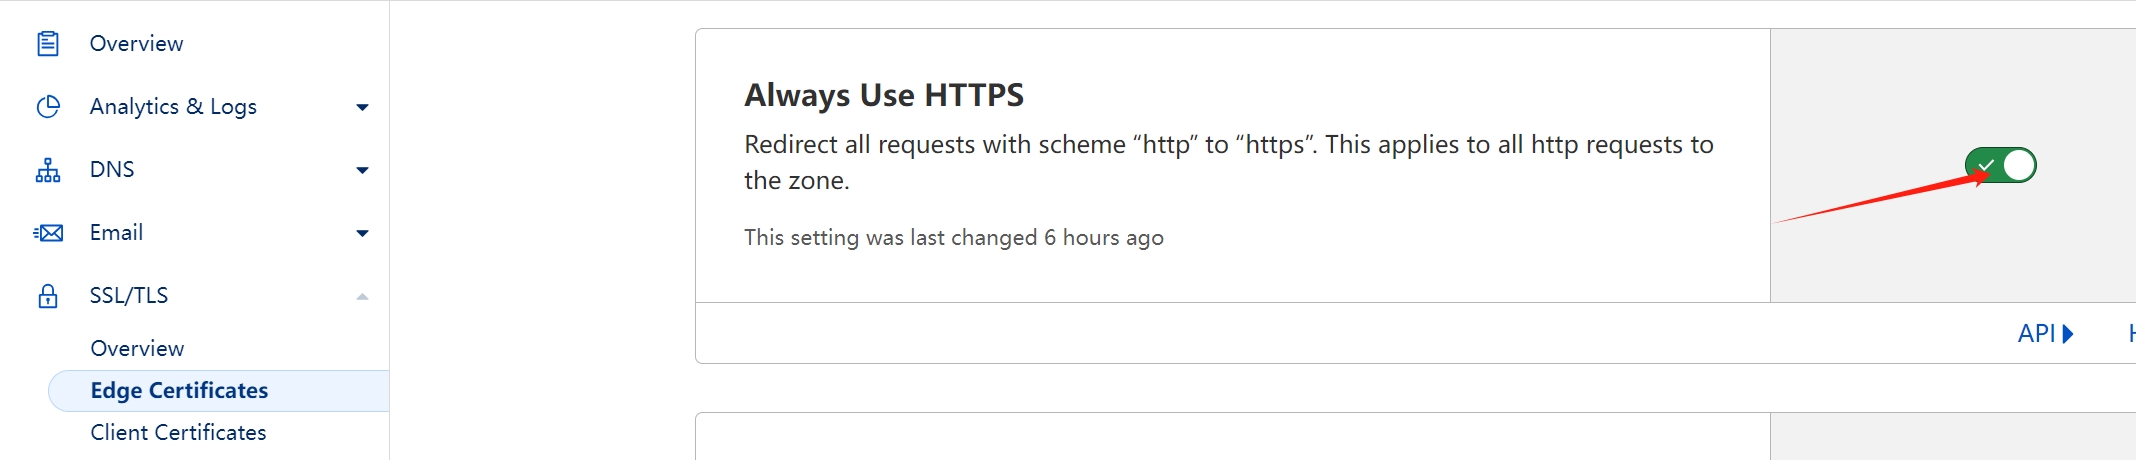 Overview
Analytics & Logs
DNS
Email
SSL/TLS
Overview
Edge Certificates
Client Certificates
Always Use HTTPS
Redirect all requests with scheme “http” to “https”. This applies to all http requests to
the zone.
This setting was last changed 6 hours ago
API